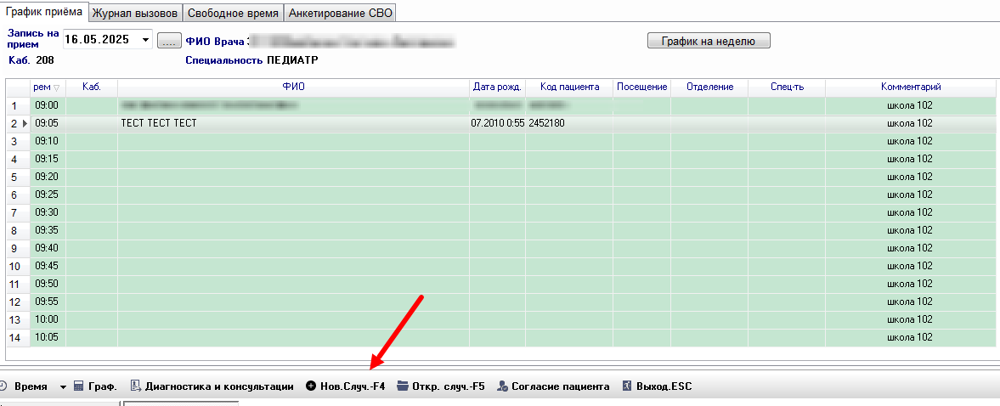 График приёма Журнал вызовов Свободное время Анкетирование СВО
Запись на прием 16.05.2025 .... ФИО Врача График на неделю
Каб. 208 Специальность ПЕДИАТР
рем Каб. ФИО Дата рожд. Код пациента Посещение Отделение Спец-ть Комментарий
1 09:00 школа 102
2 09:05 ТЕСТ ТЕСТ ТЕСТ 07.2010 0:55 2452180 школа 102
3 09:10 школа 102
4 09:15 школа 102
5 09:20 школа 102
6 09:25 школа 102
7 09:30 школа 102
8 09:35 школа 102
9 09:40 школа 102
10 09:45 школа 102
11 09:50 школа 102
12 09:55 школа 102
13 10:00 школа 102
14 10:05 школа 102
Время Граф. Диагностика и консультации Нов.Случ.-F4 Откр. случ.-F5 Согласие пациента Выход.ESC